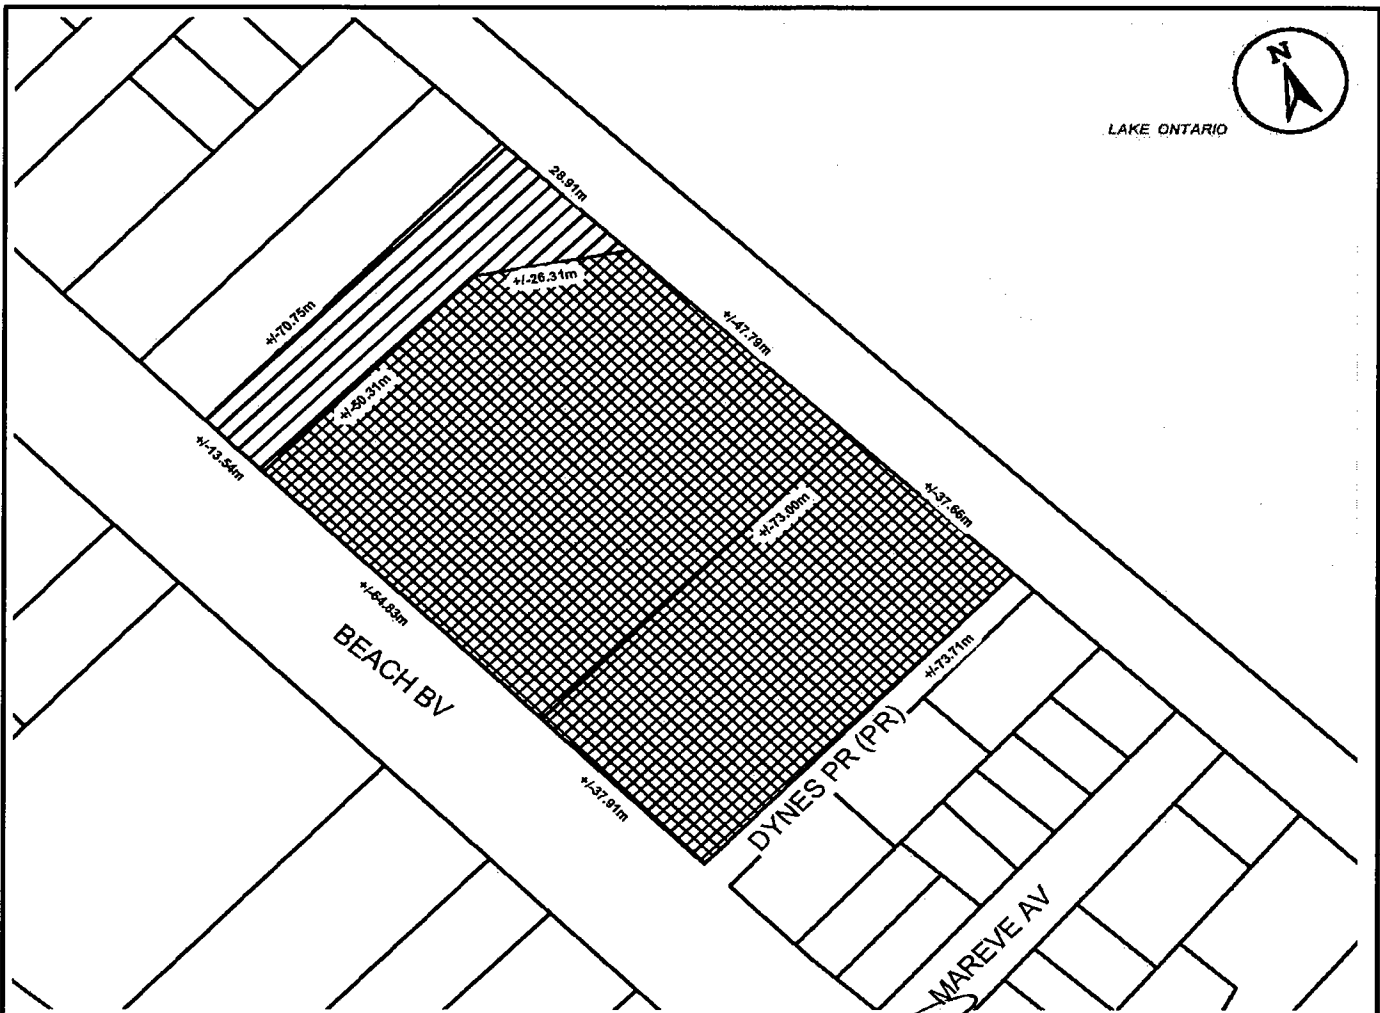 N
LAKE ONTARIO
28.91m
+/-26.31m
+/-70.75m
+/-47.79m
+/-50.31m
+/-13.54m
+/-37.66m
+/-73.00m
+/-64.83m
BEACH BV
+/-73.71m
+/-37.91m
DYNES PR (PR)
MAREVE AV